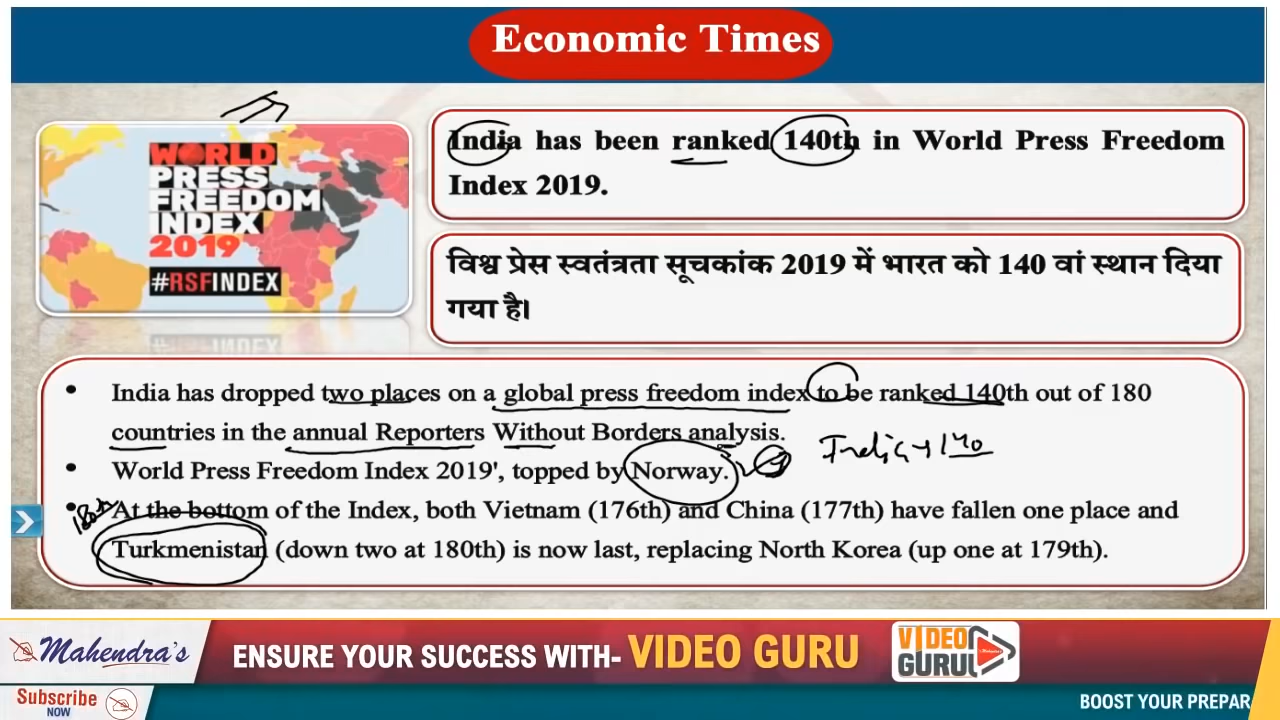 Economic Times
WORLD
PRESS
FREEDOM
INDEX
2019
#RSFINDEX
India has been ranked 140th in World Press Freedom
Index 2019.
विश्व प्रेस स्वतंत्रता सूचकांक 2019 में भारत को 140 वां स्थान दिया
गया है।
• India has dropped two places on a global press freedom index to be ranked 140th out of 180
countries in the annual Reporters Without Borders analysis.
India → 140
• World Press Freedom Index 2019', topped by Norway.
180th
• At the bottom of the Index, both Vietnam (176th) and China (177th) have fallen one place and
Turkmenistan (down two at 180th) is now last, replacing North Korea (up one at 179th).
Mahendra's
ENSURE YOUR SUCCESS WITH- VIDEO GURU
VIDEO
GURU
Subscribe
NOW
BOOST YOUR PREPAR